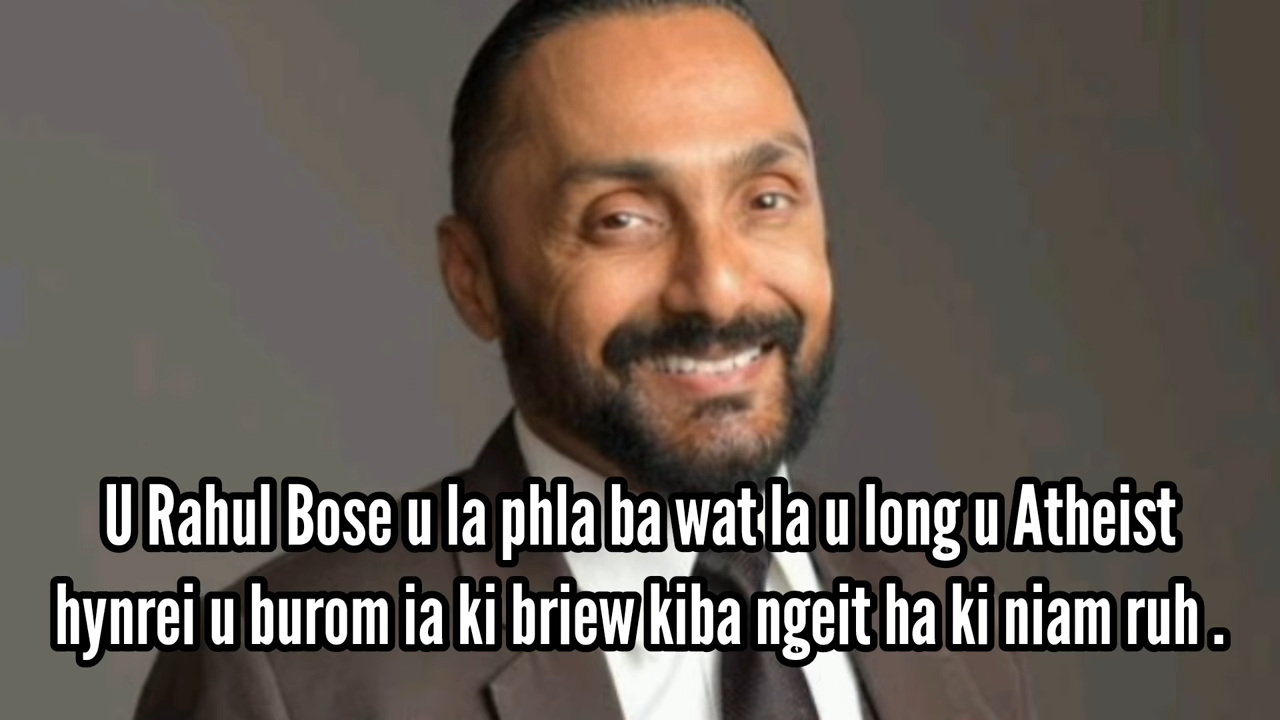 U Rahul Bose u la phla ba wat la u long u Atheist
hynrei u burom ia ki briew kiba ngeit ha ki niam ruh .